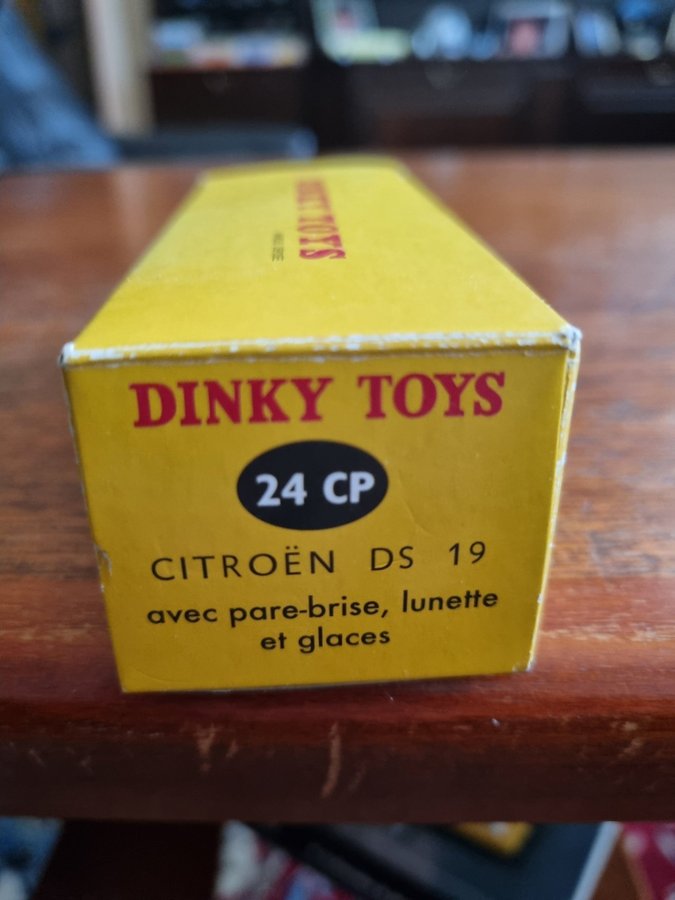 DINKY TOYS
DINKY TOYS
24 CP
CITROËN DS 19
avec pare-brise, lunette
et glaces